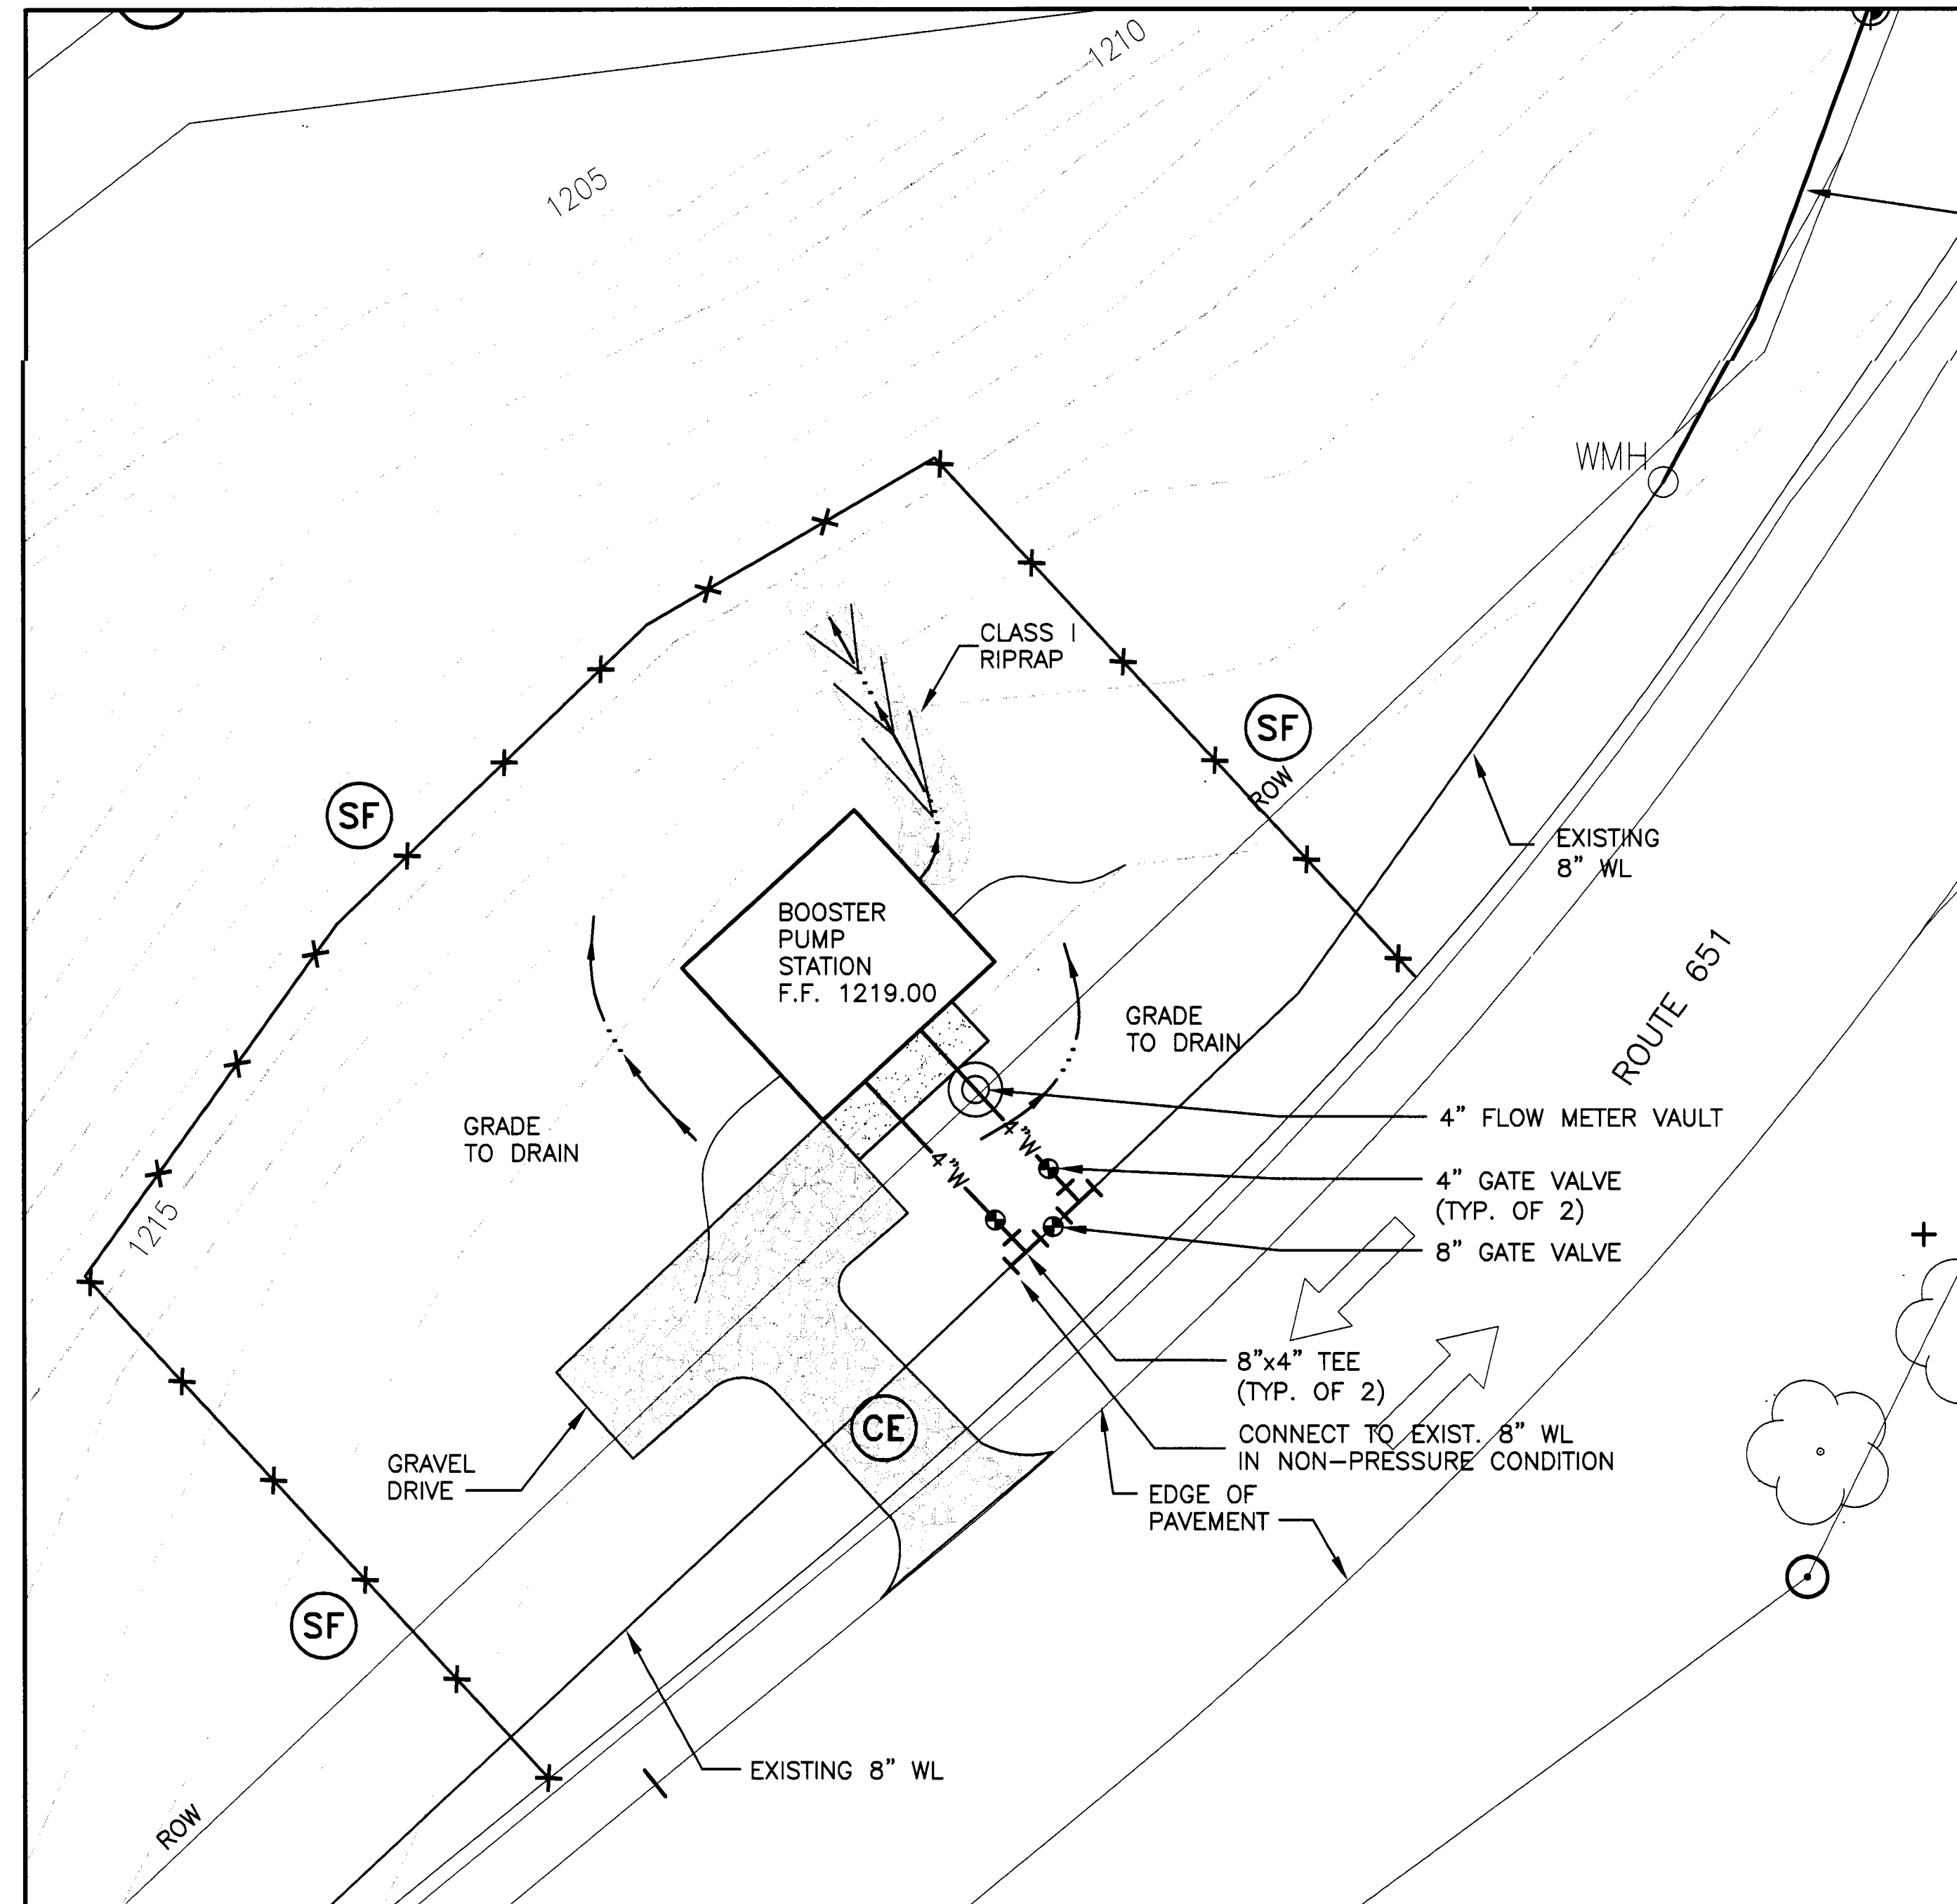 1210
1205
WMH
CLASS I
RIPRAP
SF
ROW
SF
EXISTING
8" WL
BOOSTER
PUMP
STATION
F.F. 1219.00
ROUTE 651
GRADE
TO DRAIN
4" FLOW METER VAULT
GRADE
TO DRAIN
4"W
4"W
4" GATE VALVE
(TYP. OF 2)
1215
8" GATE VALVE
8"x4" TEE
(TYP. OF 2)
CE
CONNECT TO EXIST. 8" WL
IN NON-PRESSURE CONDITION
GRAVEL
DRIVE
EDGE OF
PAVEMENT
SF
EXISTING 8" WL
ROW